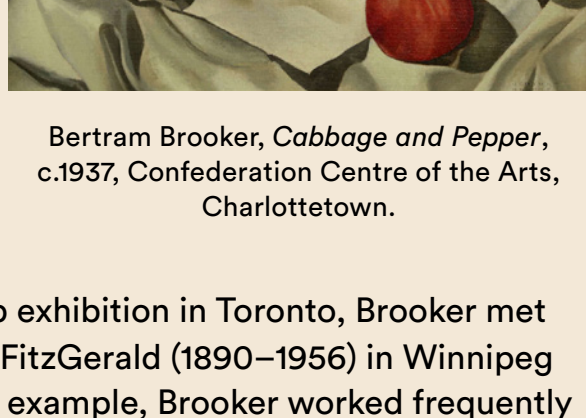 Bertram Brooker, Cabbage and Pepper,
c.1937, Confederation Centre of the Arts,
Charlottetown.
exhibition in Toronto, Brooker met
FitzGerald (1890–1956) in Winnipeg
example, Brooker worked frequently